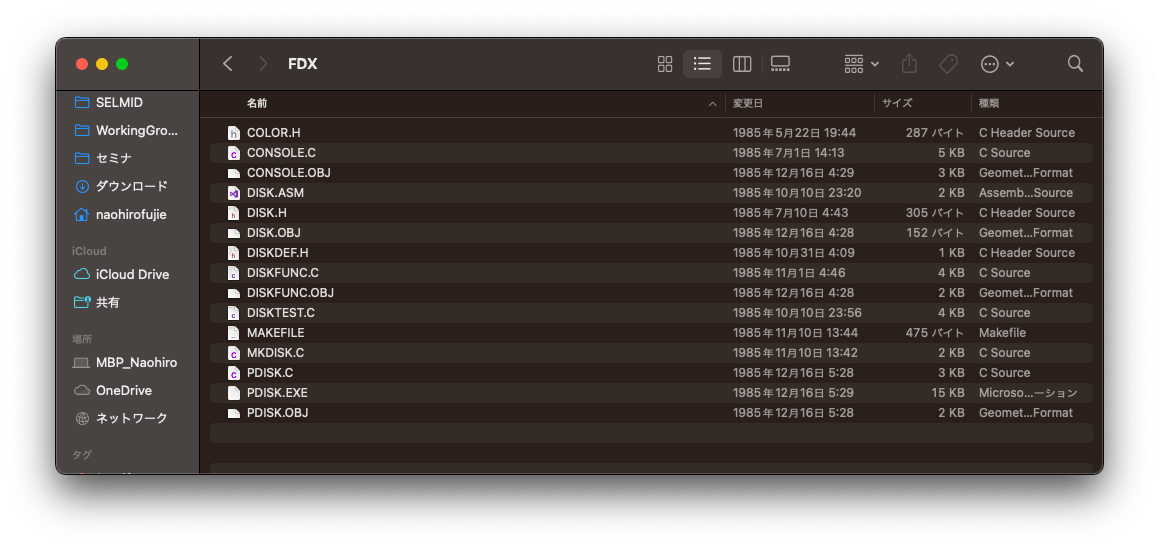 FDX
SELMID
WorkingGro...
セミナ
ダウンロード
naohirofujie
iCloud
iCloud Drive
共有
場所
MBP_Naohiro
OneDrive
ネットワーク
タグ
名前 変更日 サイズ 種類
COLOR.H 1985年5月22日 19:44 287 バイト C Header Source
CONSOLE.C 1985年7月1日 14:13 5 KB C Source
CONSOLE.OBJ 1985年12月16日 4:29 3 KB Geomet...Format
DISK.ASM 1985年10月10日 23:20 2 KB Assemb...Source
DISK.H 1985年7月10日 4:43 305 バイト C Header Source
DISK.OBJ 1985年12月16日 4:28 152 バイト Geomet...Format
DISKDEF.H 1985年10月31日 4:09 1 KB C Header Source
DISKFUNC.C 1985年11月1日 4:46 4 KB C Source
DISKFUNC.OBJ 1985年12月16日 4:28 2 KB Geomet...Format
DISKTEST.C 1985年10月10日 23:56 4 KB C Source
MAKEFILE 1985年11月10日 13:44 475 バイト Makefile
MKDISK.C 1985年11月10日 13:42 2 KB C Source
PDISK.C 1985年12月16日 5:28 3 KB C Source
PDISK.EXE 1985年12月16日 5:29 15 KB Microso...ーション
PDISK.OBJ 1985年12月16日 5:28 2 KB Geomet...Format